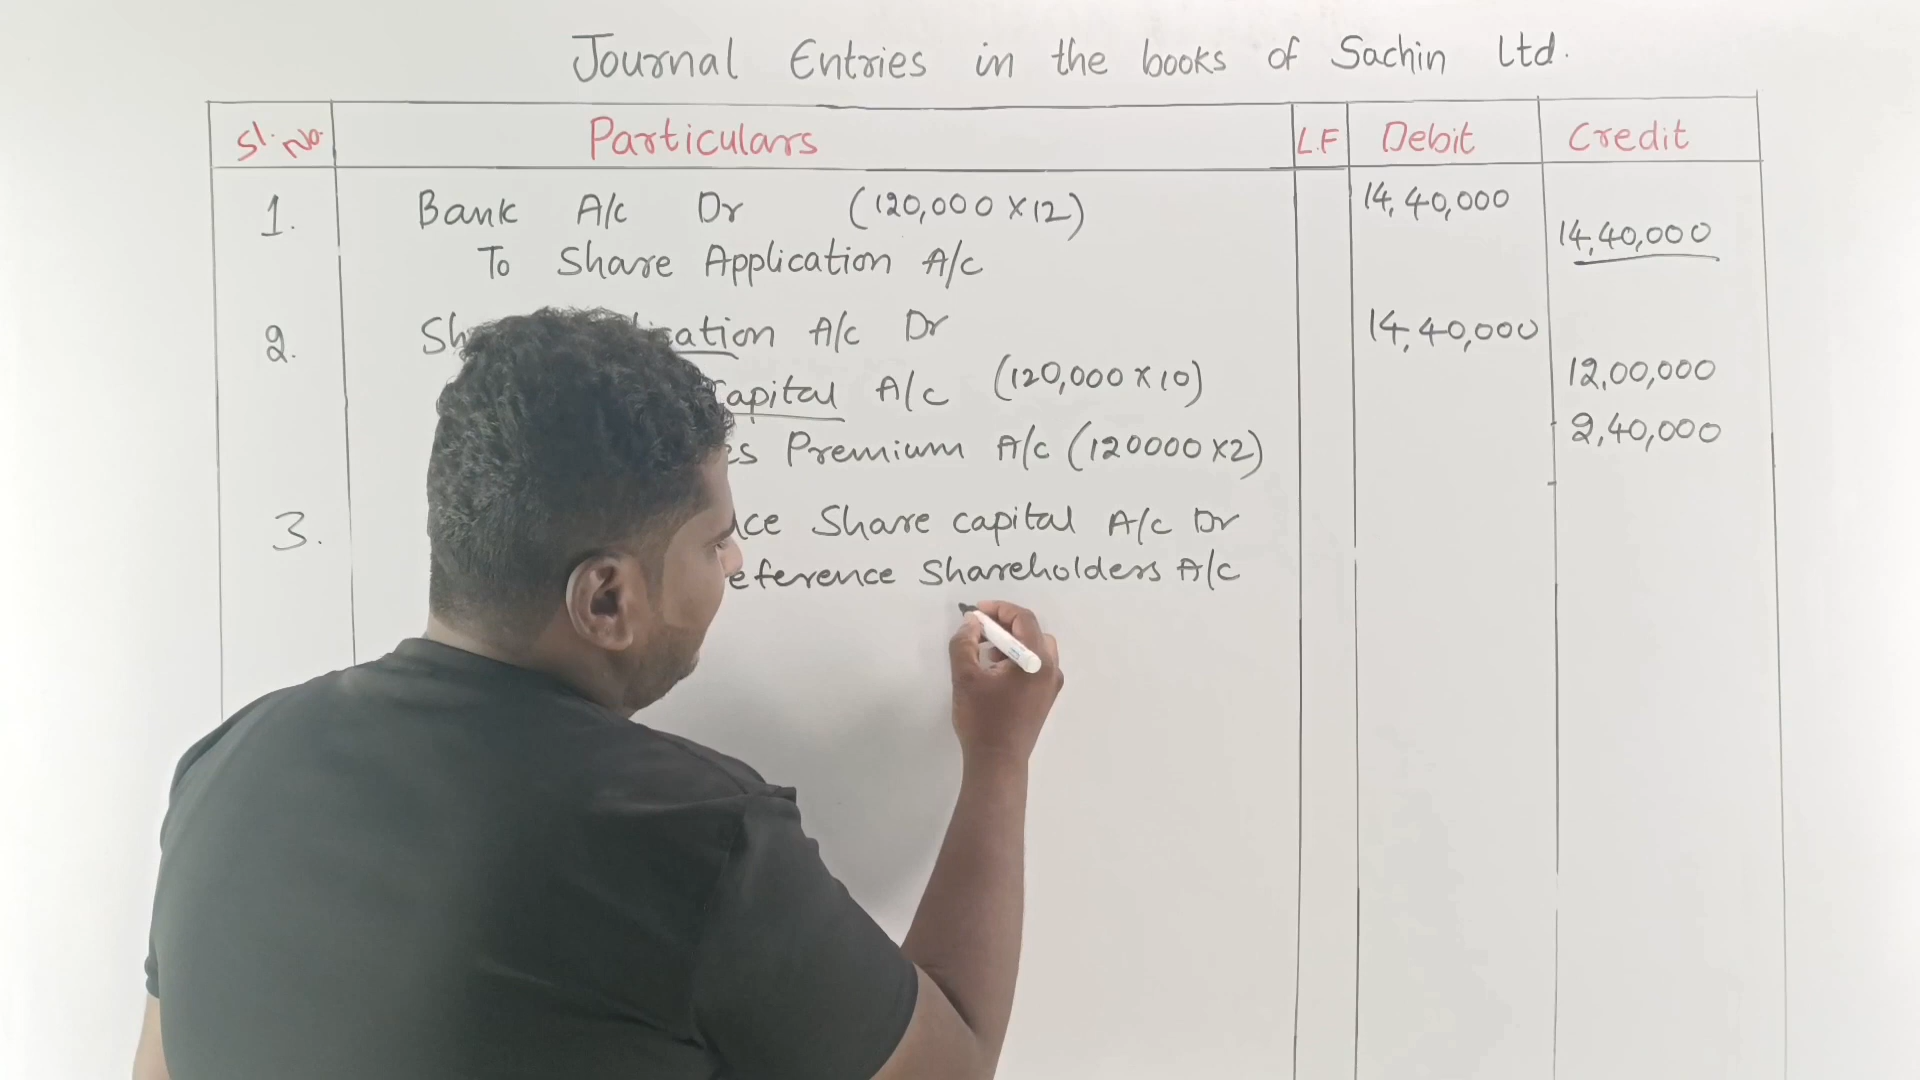 Journal Entries in the books of Sachin Ltd.
Sl. No. Particulars L.F Debit Credit
1. Bank A/c Dr (120,000 x 12) 14,40,000
To Share Application A/c 14,40,000
2. A/c Dr 14,40,000
A/c (120,000 x 10) 12,00,000
Premium A/c (120000 x 2) 2,40,000
3. Share capital A/c Dr
Shareholders A/c